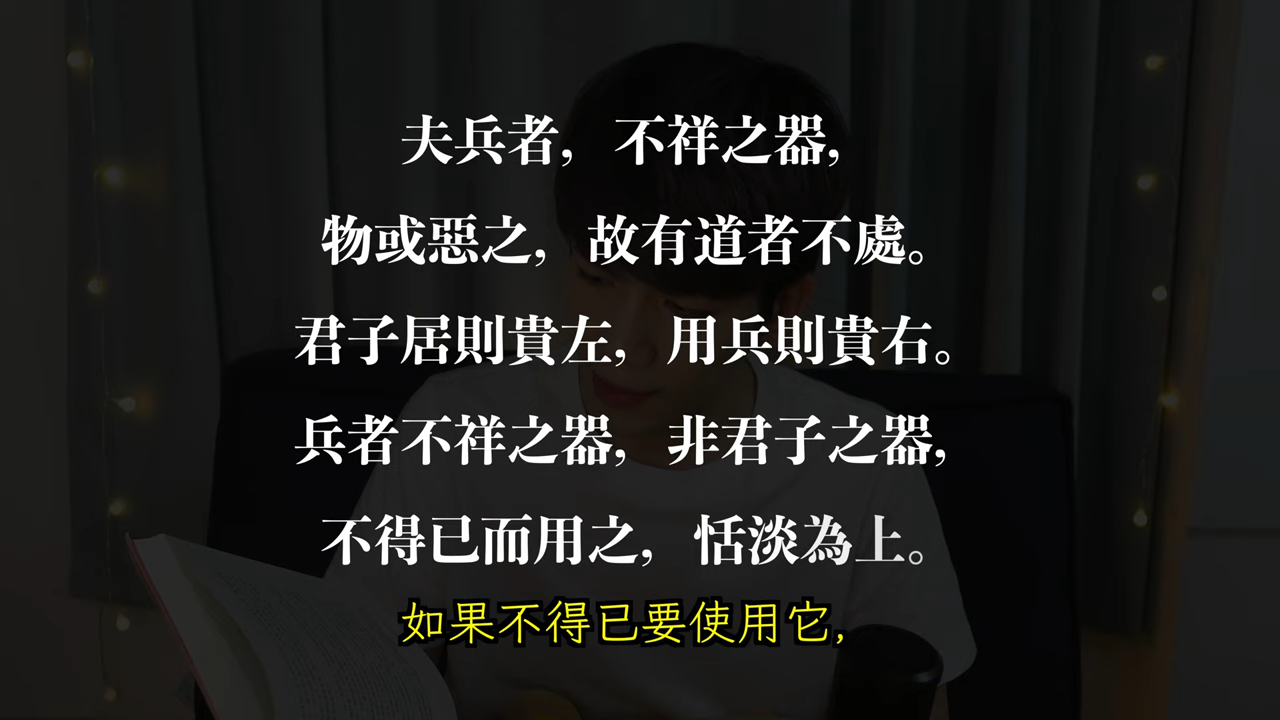 夫兵者，不祥之器，
物或惡之，故有道者不處。
君子居則貴左，用兵則貴右。
兵者不祥之器，非君子之器，
不得已而用之，恬淡為上。
如果不得已要使用它，